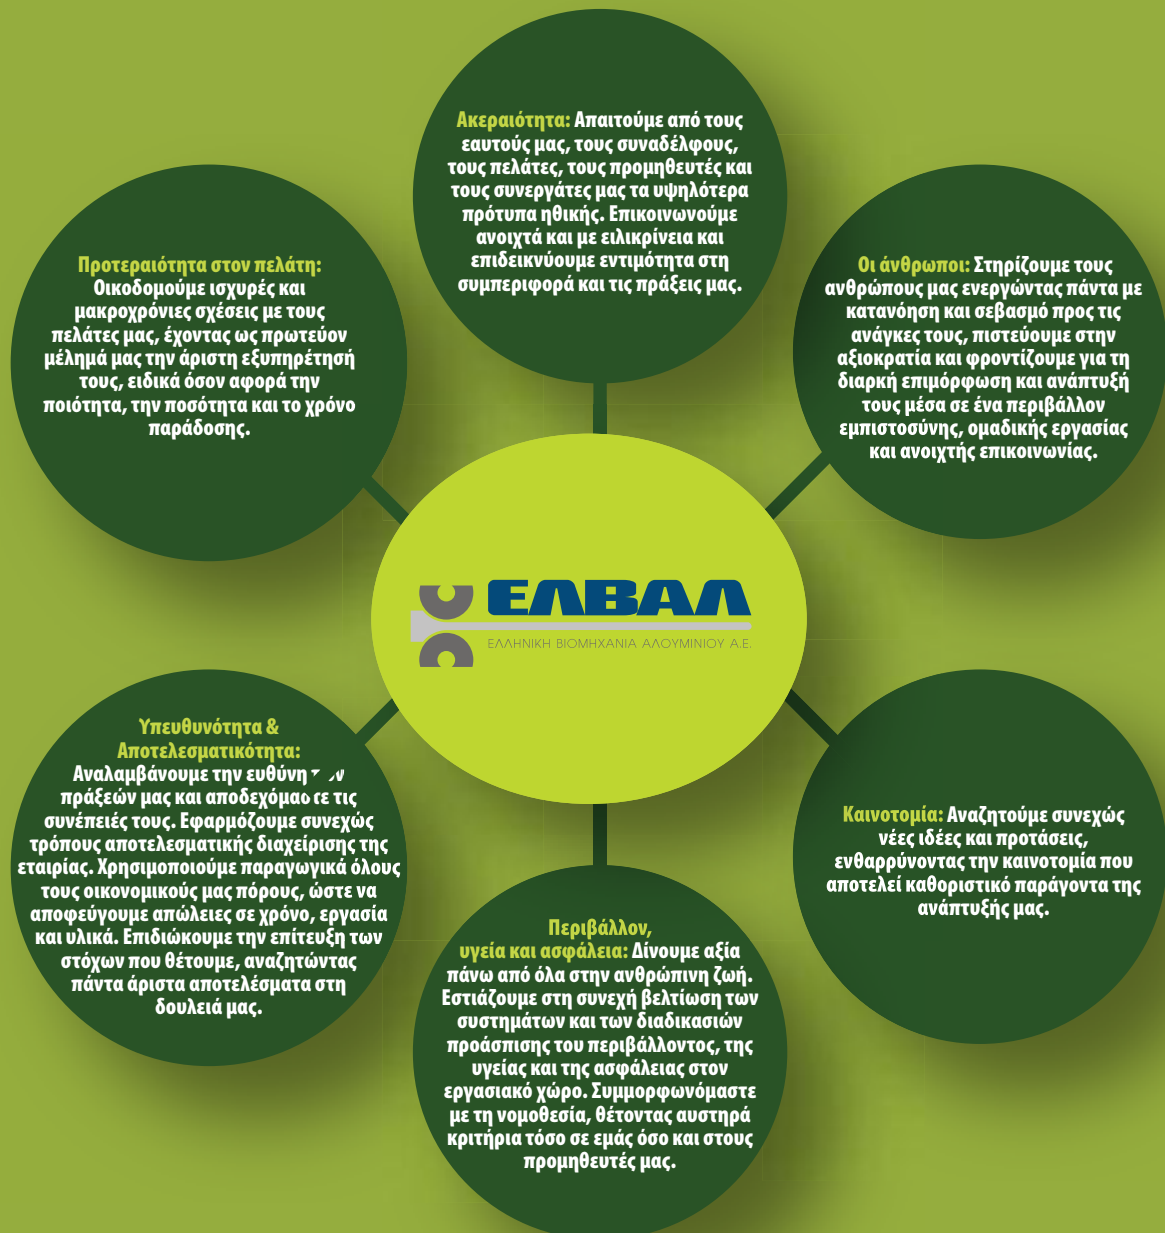 Ακεραιότητα: Απαιτούμε από τους
εαυτούς μας, τους συναδέλφους,
τους πελάτες, τους προμηθευτές και
τους συνεργάτες μας τα υψηλότερα
πρότυπα ηθικής. Επικοινωνούμε
ανοιχτά και με ειλικρίνεια και
επιδεικνύουμε εντιμότητα στη
συμπεριφορά και τις πράξεις μας.
Προτεραιότητα στον πελάτη:
Οικοδομούμε ισχυρές και
μακροχρόνιες σχέσεις με τους
πελάτες μας, έχοντας ως πρωτεύον
μέλημά μας την άριστη εξυπηρέτησή
τους, ειδικά όσον αφορά την
ποιότητα, την ποσότητα και το χρόνο
παράδοσης.
Οι άνθρωποι: Στηρίζουμε τους
ανθρώπους μας ενεργώντας πάντα με
κατανόηση και σεβασμό προς τις
ανάγκες τους, πιστεύουμε στην
αξιοκρατία και φροντίζουμε για τη
διαρκή επιμόρφωση και ανάπτυξή
τους μέσα σε ένα περιβάλλον
εμπιστοσύνης, ομαδικής εργασίας
και ανοιχτής επικοινωνίας.
ΕΛΒΑΛ
ΕΛΛΗΝΙΚΗ ΒΙΟΜΗΧΑΝΙΑ ΑΛΟΥΜΙΝΙΟΥ Α.Ε.
Υπευθυνότητα &
Αποτελεσματικότητα:
Αναλαμβάνουμε την ευθύνη
πράξεών μας και αποδεχόμαστε τις
συνέπειές τους. Εφαρμόζουμε συνεχώς
τρόπους αποτελεσματικής διαχείρισης της
εταιρίας. Χρησιμοποιούμε παραγωγικά όλους
τους οικονομικούς μας πόρους, ώστε να
αποφεύγουμε απώλειες σε χρόνο, εργασία
και υλικά. Επιδιώκουμε την επίτευξη των
στόχων που θέτουμε, αναζητώντας
πάντα άριστα αποτελέσματα στη
δουλειά μας.
Καινοτομία: Αναζητούμε συνεχώς
νέες ιδέες και προτάσεις,
ενθαρρύνοντας την καινοτομία που
αποτελεί καθοριστικό παράγοντα της
ανάπτυξής μας.
Περιβάλλον,
υγεία και ασφάλεια: Δίνουμε αξία
πάνω από όλα στην ανθρώπινη ζωή.
Εστιάζουμε στη συνεχή βελτίωση των
συστημάτων και των διαδικασιών
προάσπισης του περιβάλλοντος, της
υγείας και της ασφάλειας στον
εργασιακό χώρο. Συμμορφωνόμαστε
με τη νομοθεσία, θέτοντας αυστηρά
κριτήρια τόσο σε εμάς όσο και στους
προμηθευτές μας.